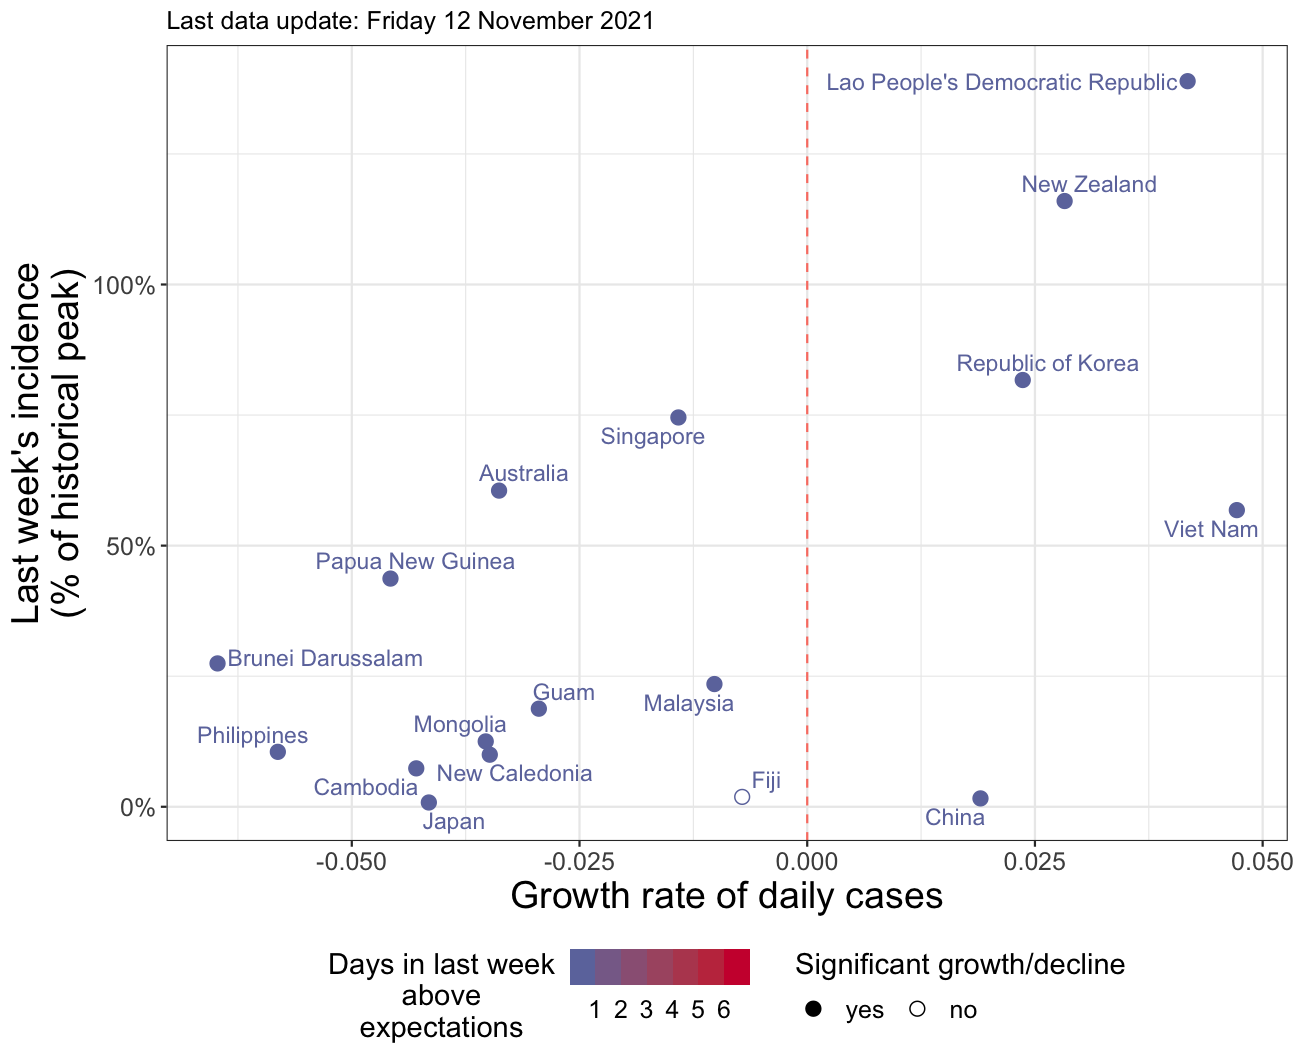 Last data update: Friday 12 November 2021
Lao People's Democratic Republic
New Zealand
100%
Republic of Korea
Singapore
Australia
Viet Nam
50%
Papua New Guinea
Brunei Darussalam
Guam
Malaysia
Mongolia
Philippines
New Caledonia
Cambodia
Fiji
0%
China
Japan
Last week's incidence
(% of historical peak)
-0.050 -0.025 0.000 0.025 0.050
Growth rate of daily cases
Days in last week
above
expectations
1 2 3 4 5 6
Significant growth/decline
yes no